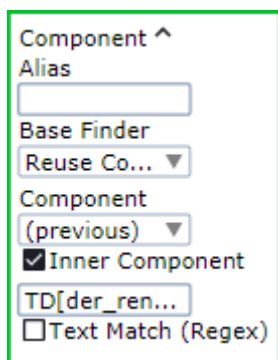 Component ^
Alias
Base Finder
Reuse Co...
Component
(previous)
Inner Component
TD[der_ren...
Text Match (Regex)